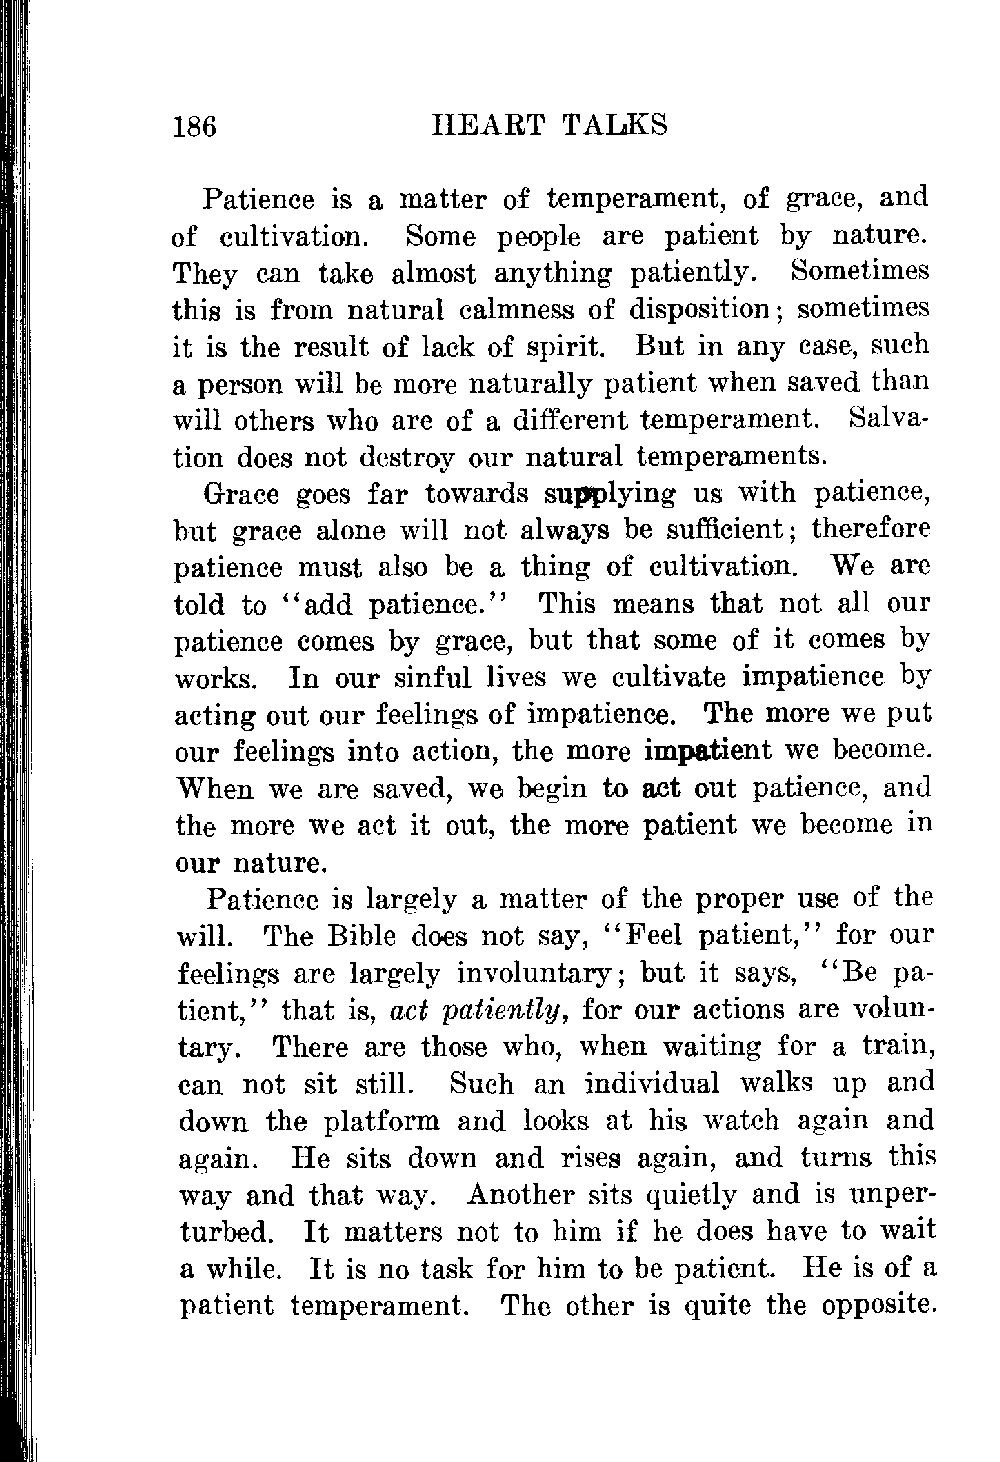 186 HEART TALKS
Patience is a matter of temperament, of grace, and
of cultivation. Some people are patient by nature.
They can take almost anything patiently. Sometimes
this is from natural calmness of disposition; sometimes
it is the result of lack of spirit. But in any case, such
a person will be more naturally patient when saved than
will others who are of a different temperament. Salva-
tion does not destroy our natural temperaments.
Grace goes far towards supplying us with patience,
but grace alone will not always be sufficient; therefore
patience must also be a thing of cultivation. We are
told to "add patience." This means that not all our
patience comes by grace, but that some of it comes by
works. In our sinful lives we cultivate impatience by
acting out our feelings of impatience. The more we put
our feelings into action, the more impatient we become.
When we are saved, we begin to act out patience, and
the more we act it out, the more patient we become in
our nature.
Patience is largely a matter of the proper use of the
will. The Bible does not say, "Feel patient," for our
feelings are largely involuntary; but it says, "Be pa-
tient," that is, act patiently, for our actions are volun-
tary. There are those who, when waiting for a train,
can not sit still. Such an individual walks up and
down the platform and looks at his watch again and
again. He sits down and rises again, and turns this
way and that way. Another sits quietly and is unper-
turbed. It matters not to him if he does have to wait
a while. It is no task for him to be patient. He is of a
patient temperament. The other is quite the opposite.